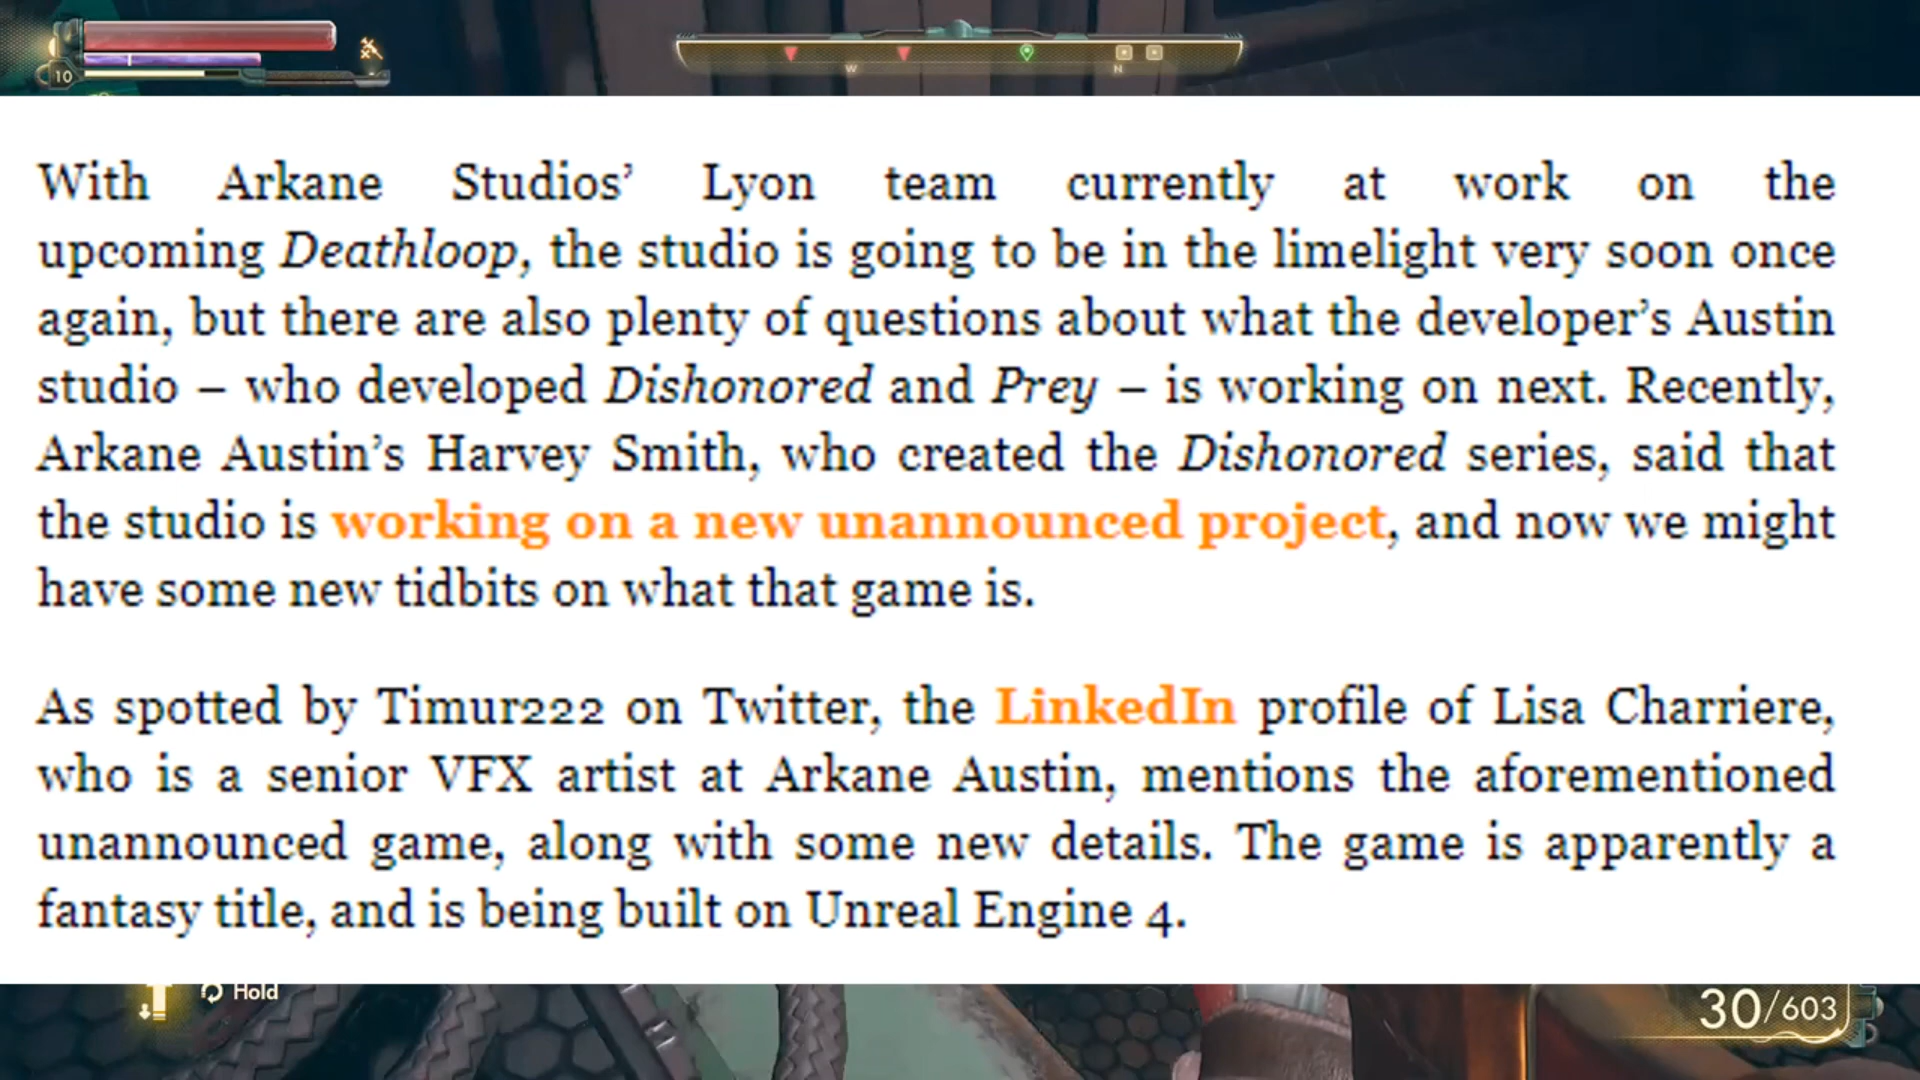 10
W
N
With Arkane Studios’ Lyon team currently at work on the
upcoming Deathloop, the studio is going to be in the limelight very soon once
again, but there are also plenty of questions about what the developer’s Austin
studio – who developed Dishonored and Prey – is working on next. Recently,
Arkane Austin’s Harvey Smith, who created the Dishonored series, said that
the studio is working on a new unannounced project, and now we might
have some new tidbits on what that game is.
As spotted by Timur222 on Twitter, the LinkedIn profile of Lisa Charriere,
who is a senior VFX artist at Arkane Austin, mentions the aforementioned
unannounced game, along with some new details. The game is apparently a
fantasy title, and is being built on Unreal Engine 4.
Hold
30/603